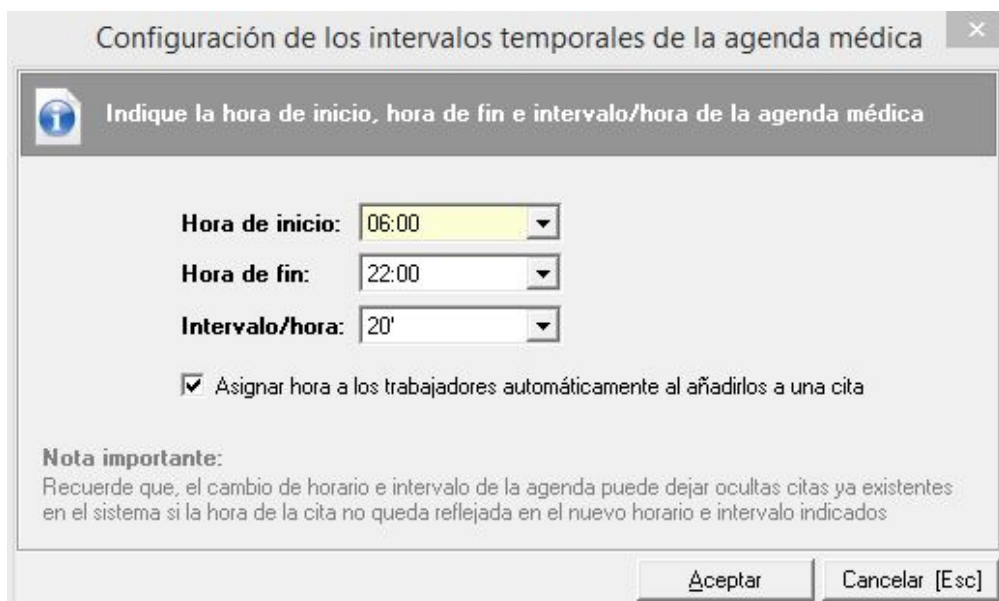 Configuración de los intervalos temporales de la agenda médica
Indique la hora de inicio, hora de fin e intervalo/hora de la agenda médica
Hora de inicio: 06:00
Hora de fin: 22:00
Intervalo/hora: 20'
Asignar hora a los trabajadores automáticamente al añadirlos a una cita
Nota importante:
Recuerde que, el cambio de horario e intervalo de la agenda puede dejar ocultas citas ya existentes
en el sistema si la hora de la cita no queda reflejada en el nuevo horario e intervalo indicados
Aceptar Cancelar [Esc]